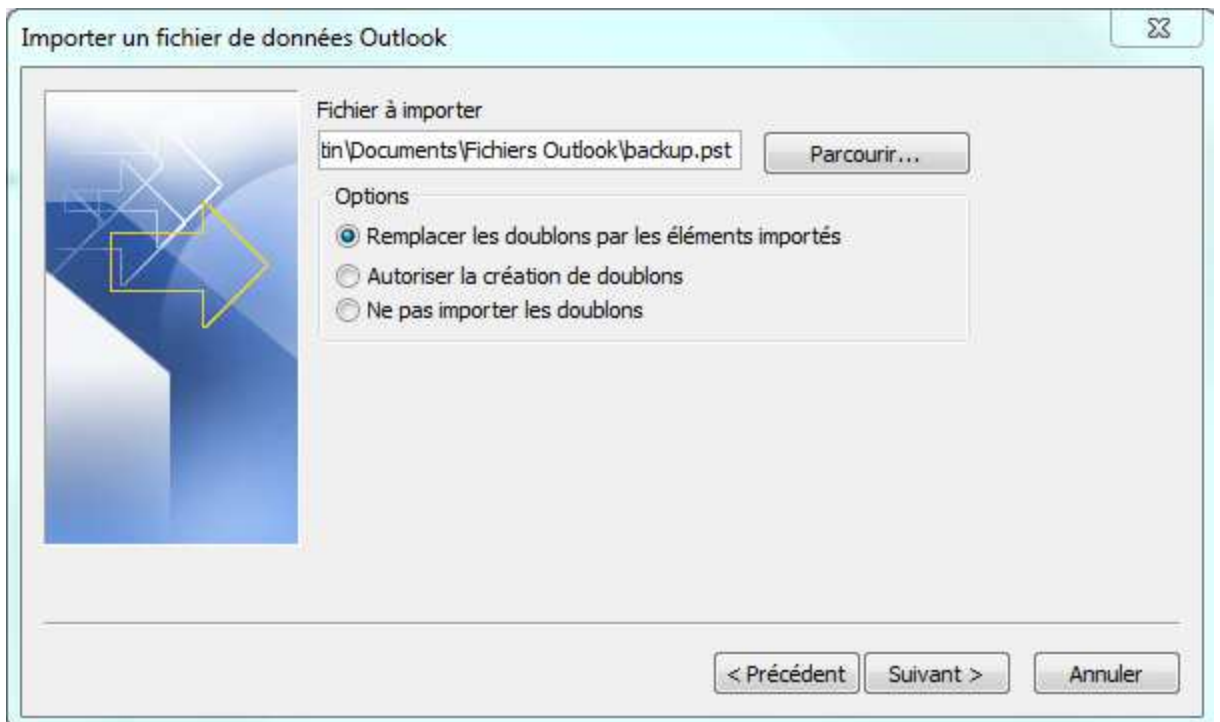 Importer un fichier de données Outlook
Fichier à importer
tin\Documents\Fichiers Outlook\backup.pst
Parcourir...
Options
Remplacer les doublons par les éléments importés
Autoriser la création de doublons
Ne pas importer les doublons
< Précédent
Suivant >
Annuler